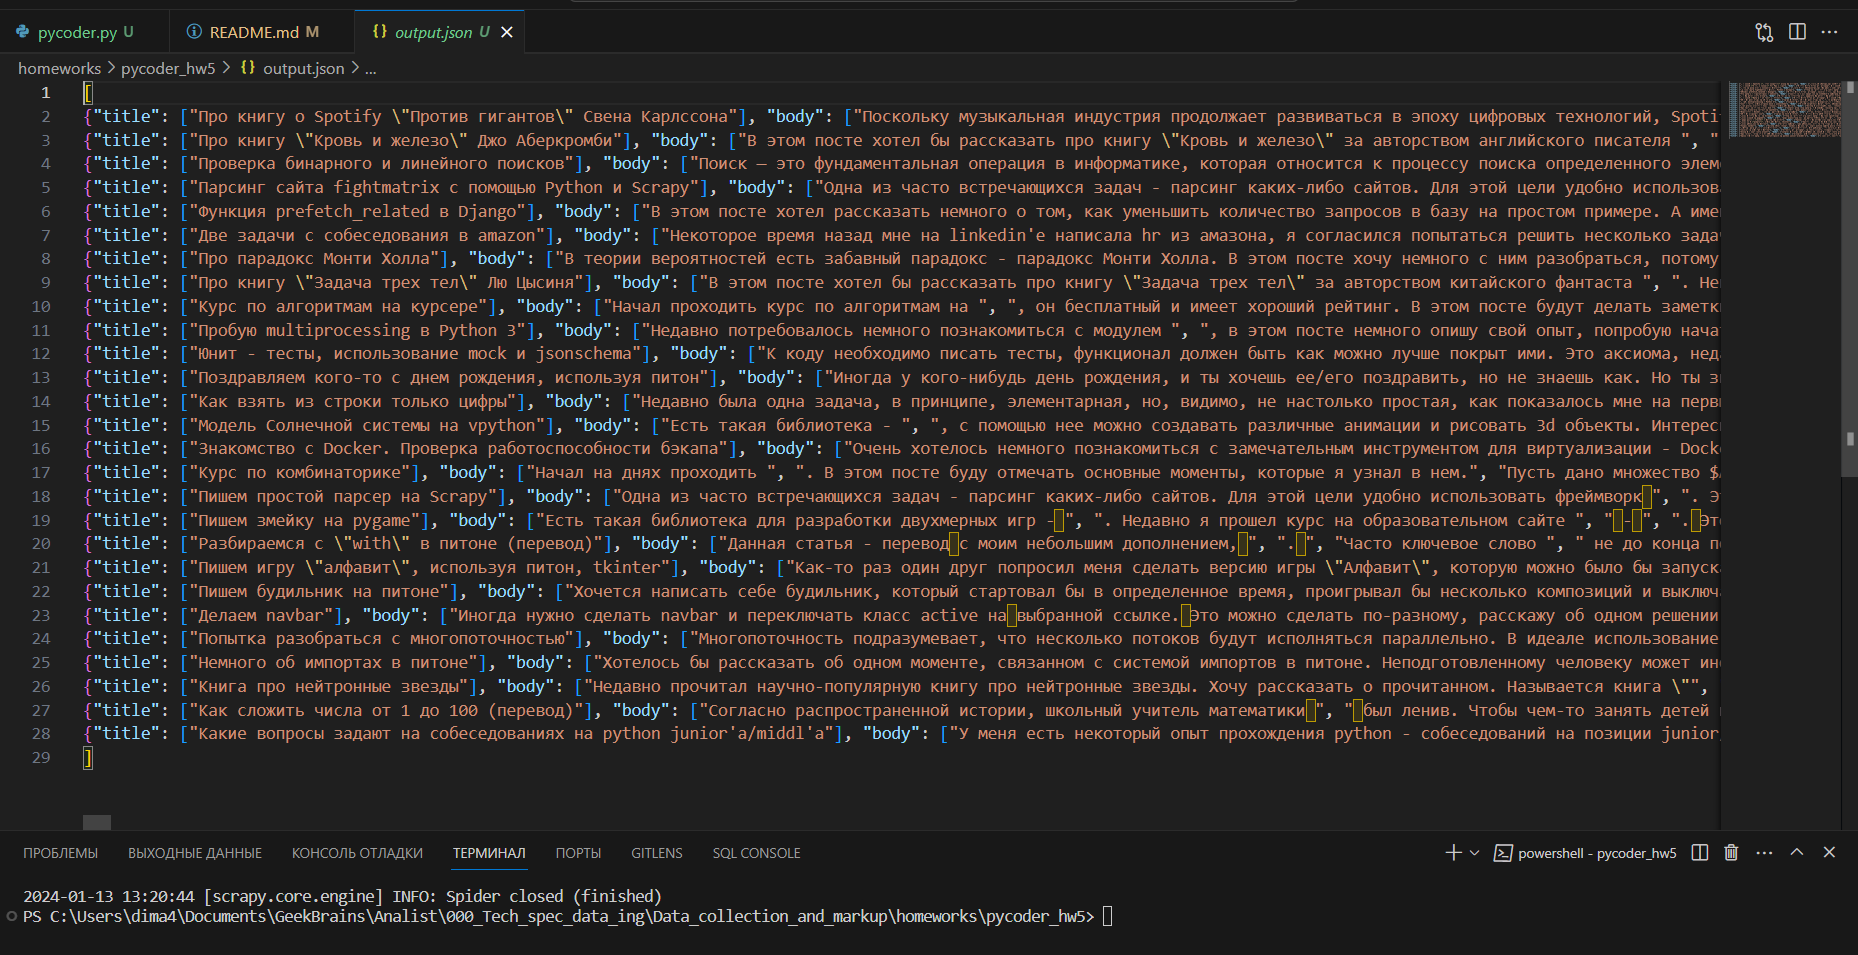 pycoder.py U
README.md M
{} output.json U
homeworks > pycoder_hw5 > {} output.json > ...
1 [
2 {"title": ["Про книгу о Spotify \"Против гигантов\" Свена Карлссона"], "body": ["Поскольку музыкальная индустрия продолжает развиваться в эпоху цифровых технологий, Spoti
3 {"title": ["Про книгу \"Кровь и железо\" Джо Аберкромби"], "body": ["В этом посте хотел бы рассказать про книгу \"Кровь и железо\" за авторством английского писателя ", "
4 {"title": ["Проверка бинарного и линейного поисков"], "body": ["Поиск — это фундаментальная операция в информатике, которая относится к процессу поиска определенного элем
5 {"title": ["Парсинг сайта fightmatrix с помощью Python и Scrapy"], "body": ["Одна из часто встречающихся задач - парсинг каких-либо сайтов. Для этой цели удобно использова
6 {"title": ["Функция prefetch_related в Django"], "body": ["В этом посте хотел рассказать немного о том, как уменьшить количество запросов в базу на простом примере. А име
7 {"title": ["Две задачи с собеседования в amazon"], "body": ["Некоторое время назад мне на linkedin'е написала hr из амазона, я согласился попытаться решить несколько зада
8 {"title": ["Про парадокс Монти Холла"], "body": ["В теории вероятностей есть забавный парадокс - парадокс Монти Холла. В этом посте хочу немного с ним разобраться, потому
9 {"title": ["Про книгу \"Задача трех тел\" Лю Цысиня"], "body": ["В этом посте хотел бы рассказать про книгу \"Задача трех тел\" за авторством китайского фантаста ", ". Не
10 {"title": ["Курс по алгоритмам на курсере"], "body": ["Начал проходить курс по алгоритмам на ", ", он бесплатный и имеет хороший рейтинг. В этом посте будут делать заметк
11 {"title": ["Пробую multiprocessing в Python 3"], "body": ["Недавно потребовалось немного познакомиться с модулем ", ", в этом посте немного опишу свой опыт, попробую нача
12 {"title": ["Юнит - тесты, использование mock и jsonschema"], "body": ["К коду необходимо писать тесты, функционал должен быть как можно лучше покрыт ими. Это аксиома, нед
13 {"title": ["Поздравляем кого-то с днем рождения, используя питон"], "body": ["Иногда у кого-нибудь день рождения, и ты хочешь ее/его поздравить, но не знаешь как. Но ты з
14 {"title": ["Как взять из строки только цифры"], "body": ["Недавно была одна задача, в принципе, элементарная, но, видимо, не настолько простая, как показалось мне на перв
15 {"title": ["Модель Солнечной системы на vpython"], "body": ["Есть такая библиотека - ", ", с помощью нее можно создавать различные анимации и рисовать 3d объекты. Интерес
16 {"title": ["Знакомство с Docker. Проверка работоспособности бэкапа"], "body": ["Очень хотелось немного познакомиться с замечательным инструментом для виртуализации - Dock
17 {"title": ["Курс по комбинаторике"], "body": ["Начал на днях проходить ", ". В этом посте буду отмечать основные моменты, которые я узнал в нем.", "Пусть дано множество $
18 {"title": ["Пишем простой парсер на Scrapy"], "body": ["Одна из часто встречающихся задач - парсинг каких-либо сайтов. Для этой цели удобно использовать фреймворк ", ". Э
19 {"title": ["Пишем змейку на pygame"], "body": ["Есть такая библиотека для разработки двухмерных игр - ", ". Недавно я прошел курс на образовательном сайте ", " - ", ". Эт
20 {"title": ["Разбираемся с \"with\" в питоне (перевод)"], "body": ["Данная статья - перевод с моим небольшим дополнением, ", ". ", "Часто ключевое слово ", " не до конца п
21 {"title": ["Пишем игру \"алфавит\", используя питон, tkinter"], "body": ["Как-то раз один друг попросил меня сделать версию игры \"Алфавит\", которую можно было бы запуск
22 {"title": ["Пишем будильник на питоне"], "body": ["Хочется написать себе будильник, который стартовал бы в определенное время, проигрывал бы несколько композиций и выключ
23 {"title": ["Делаем navbar"], "body": ["Иногда нужно сделать navbar и переключать класс active на выбранной ссылке. Это можно сделать по-разному, расскажу об одном решении
24 {"title": ["Попытка разобраться с многопоточностью"], "body": ["Многопоточность подразумевает, что несколько потоков будут исполняться параллельно. В идеале использование
25 {"title": ["Немного об импортах в питоне"], "body": ["Хотелось бы рассказать об одном моменте, связанном с системой импортов в питоне. Неподготовленному человеку может ин
26 {"title": ["Книга про нейтронные звезды"], "body": ["Недавно прочитал научно-популярную книгу про нейтронные звезды. Хочу рассказать о прочитанном. Называется книга \"",
27 {"title": ["Как сложить числа от 1 до 100 (перевод)"], "body": ["Согласно распространенной истории, школьный учитель математики ", " был ленив. Чтобы чем-то занять детей
28 {"title": ["Какие вопросы задают на собеседованиях на python junior'а/middl'а"], "body": ["У меня есть некоторый опыт прохождения python - собеседований на позиции junior
29 ]
ПРОБЛЕМЫ ВЫХОДНЫЕ ДАННЫЕ КОНСОЛЬ ОТЛАДКИ ТЕРМИНАЛ ПОРТЫ GITLENS SQL CONSOLE
powershell - pycoder_hw5
2024-01-13 13:20:44 [scrapy.core.engine] INFO: Spider closed (finished)
PS C:\Users\dima4\Documents\GeekBrains\Analist\000_Tech_spec_data_ing\Data_collection_and_markup\homeworks\pycoder_hw5>